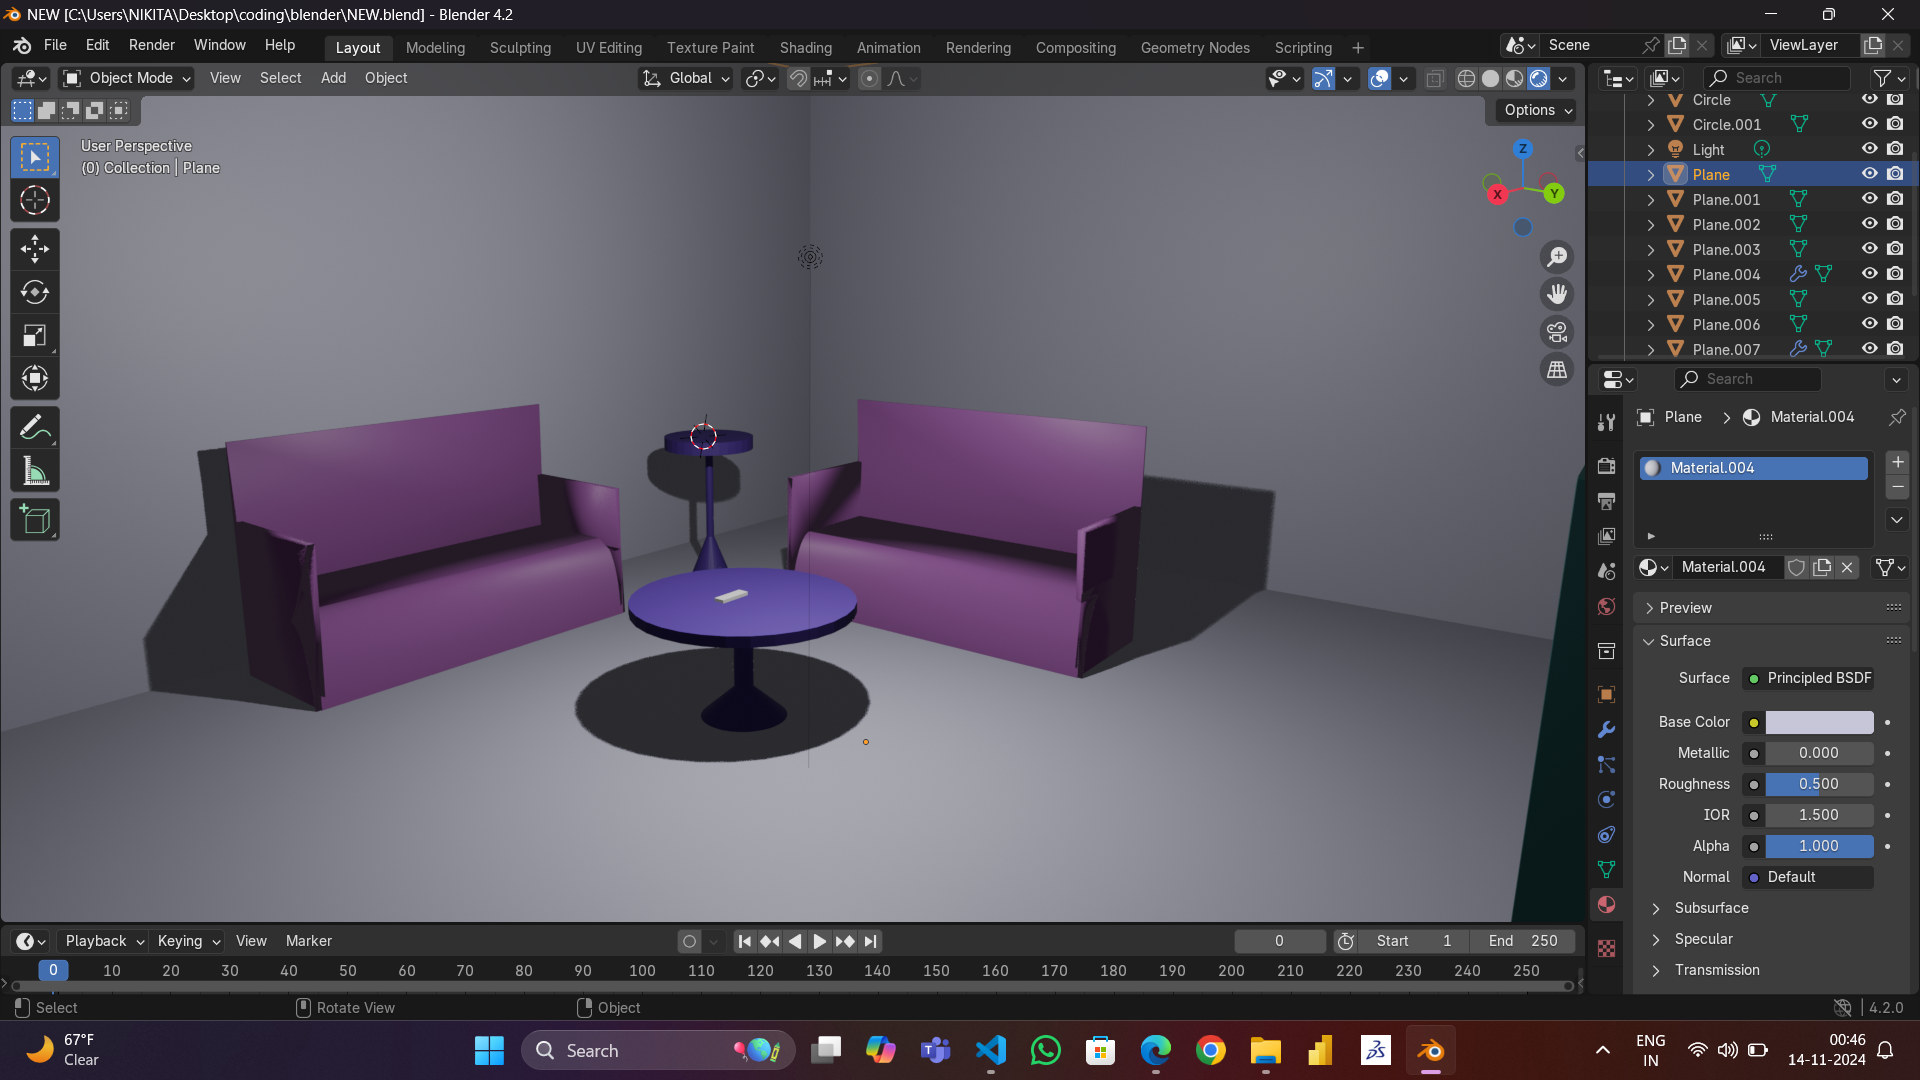 NEW [C:\Users\NIKITA\Desktop\coding\blender\NEW.blend] - Blender 4.2
File Edit Render Window Help
Layout Modeling Sculpting UV Editing Texture Paint Shading Animation Rendering Compositing Geometry Nodes Scripting
Scene
ViewLayer
Object Mode View Select Add Object
Global
Search
Options
User Perspective
(0) Collection | Plane
Z
X
Y
Circle
Circle.001
Light
Plane
Plane.001
Plane.002
Plane.003
Plane.004
Plane.005
Plane.006
Plane.007
Search
Plane > Material.004
Material.004
Material.004
Preview
Surface
Surface Principled BSDF
Base Color
Metallic 0.000
Roughness 0.500
IOR 1.500
Alpha 1.000
Normal Default
Subsurface
Specular
Transmission
Playback Keying View Marker
0
Start 1
End 250
0 10 20 30 40 50 60 70 80 90 100 110 120 130 140 150 160 170 180 190 200 210 220 230 240 250
Select Rotate View Object
4.2.0
67°F
Clear
Search
ENG
IN
00:46
14-11-2024